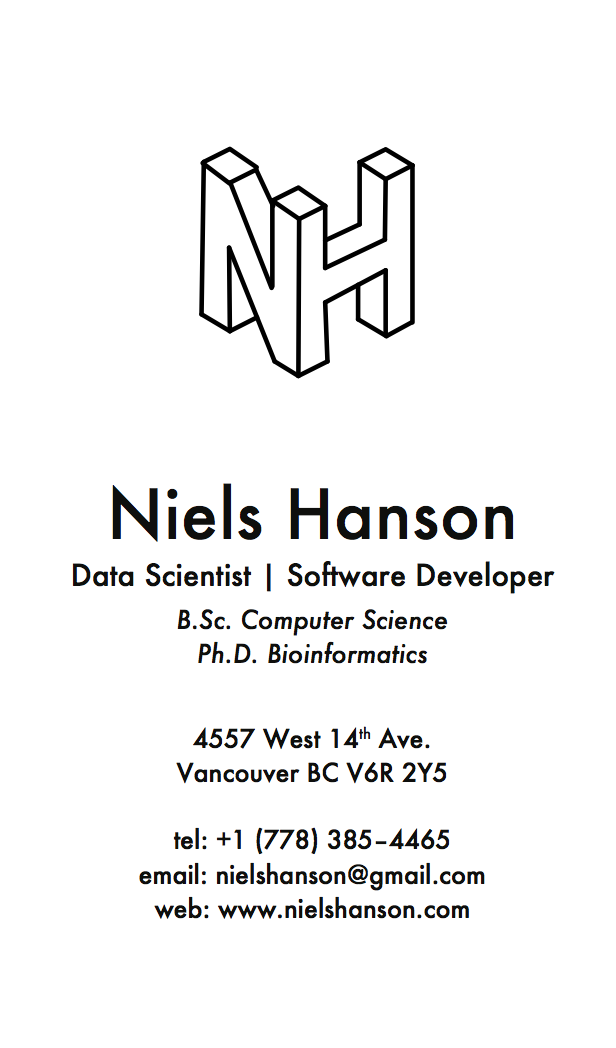 NH
Niels Hanson
Data Scientist | Software Developer
B.Sc. Computer Science
Ph.D. Bioinformatics
4557 West 14th Ave.
Vancouver BC V6R 2Y5
tel: +1 (778) 385–4465
email: nielshanson@gmail.com
web: www.nielshanson.com